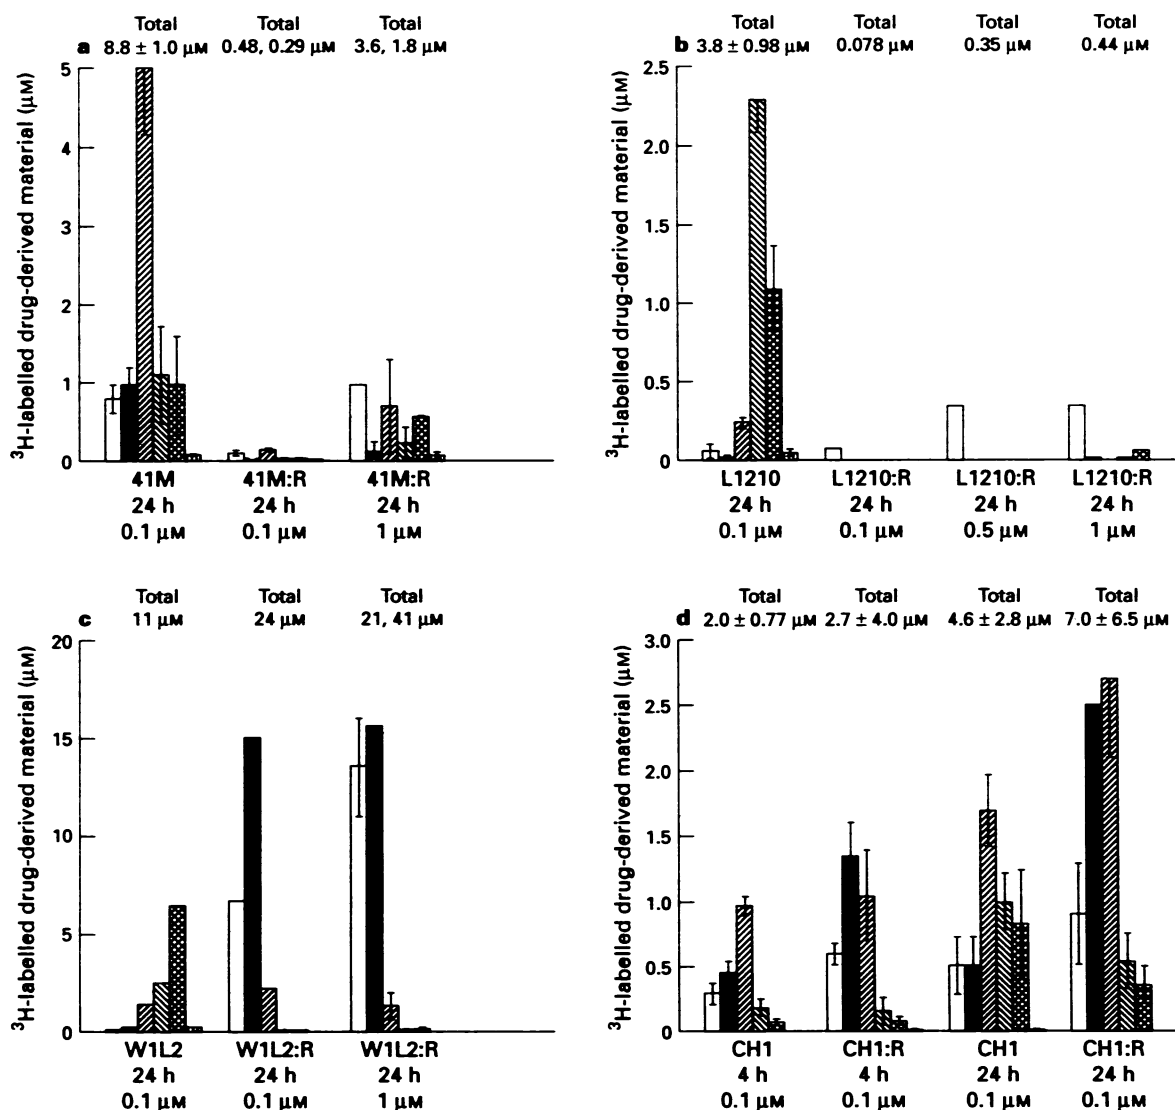 Total Total Total
a 8.8 ± 1.0 μM 0.48, 0.29 μM 3.6, 1.8 μM
³H-labelled drug-derived material (μM)
5
4
3
2
1
0
41M 41M:R 41M:R
24 h 24 h 24 h
0.1 μM 0.1 μM 1 μM
Total Total Total Total
b 3.8 ± 0.98 μM 0.078 μM 0.35 μM 0.44 μM
³H-labelled drug-derived material (μM)
2.5
2.0
1.5
1.0
0.5
0
L1210 L1210:R L1210:R L1210:R
24 h 24 h 24 h 24 h
0.1 μM 0.1 μM 0.5 μM 1 μM
Total Total Total
c 11 μM 24 μM 21, 41 μM
³H-labelled drug-derived material (μM)
20
15
10
5
0
W1L2 W1L2:R W1L2:R
24 h 24 h 24 h
0.1 μM 0.1 μM 1 μM
Total Total Total Total
d 2.0 ± 0.77 μM 2.7 ± 4.0 μM 4.6 ± 2.8 μM 7.0 ± 6.5 μM
³H-labelled drug-derived material (μM)
3.0
2.5
2.0
1.5
1.0
0.5
0
CH1 CH1:R CH1 CH1:R
4 h 4 h 24 h 24 h
0.1 μM 0.1 μM 0.1 μM 0.1 μM